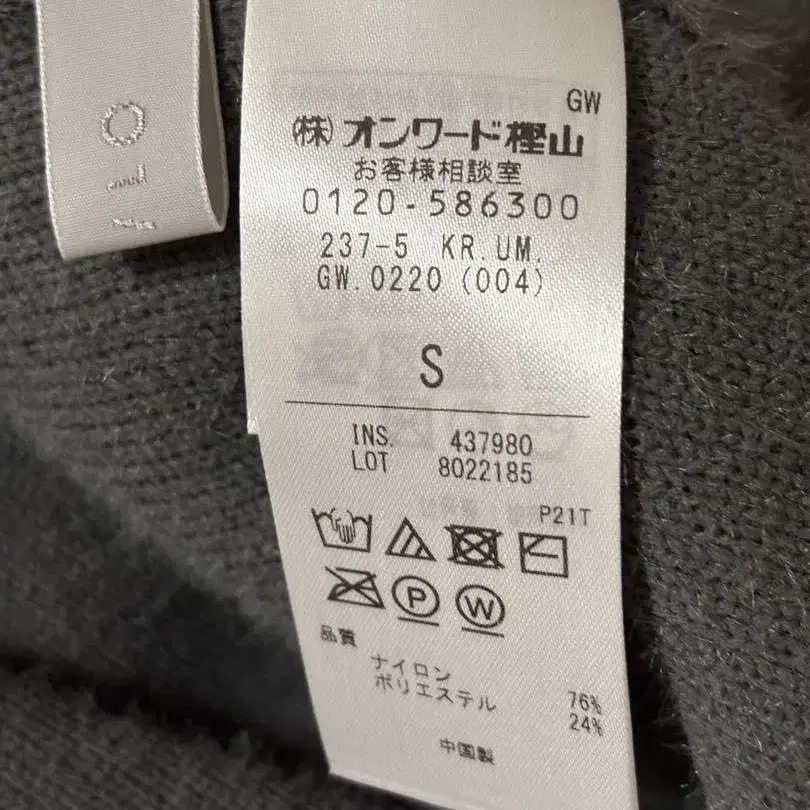 GW
㈱オンワード樫山
お客様相談室
0120-586300
237-5 KR.UM.
GW.0220 (004)
S
INS. 437980
LOT 8022185
P21T
P W
品質
ナイロン 76%
ポリエステル 24%
中国製